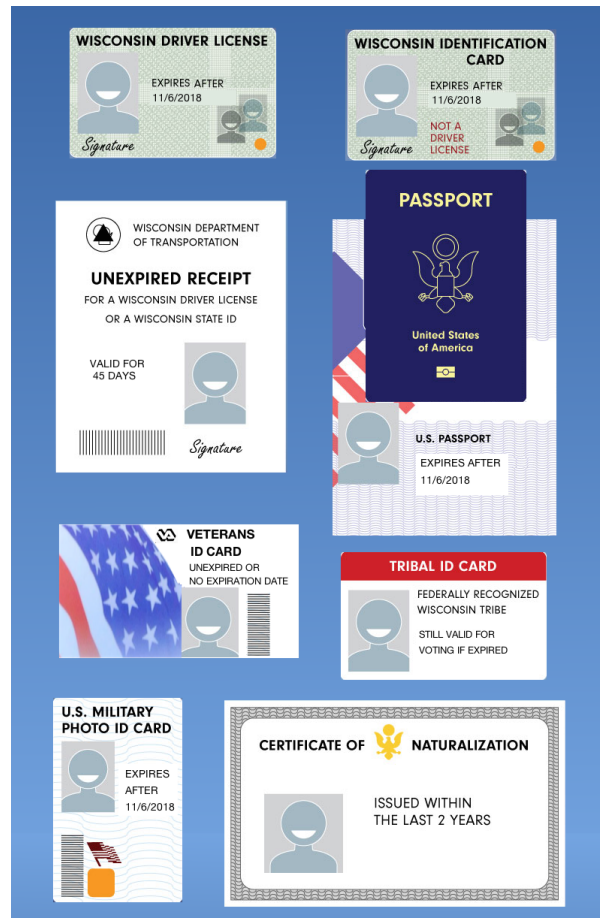 WISCONSIN DRIVER LICENSE
EXPIRES AFTER
11/6/2018
Signature
WISCONSIN IDENTIFICATION
CARD
EXPIRES AFTER
11/6/2018
NOT A
DRIVER
LICENSE
Signature
WISCONSIN DEPARTMENT
OF TRANSPORTATION
UNEXPIRED RECEIPT
FOR A WISCONSIN DRIVER LICENSE
OR A WISCONSIN STATE ID
VALID FOR
45 DAYS
Signature
PASSPORT
United States
of America
U.S. PASSPORT
EXPIRES AFTER
11/6/2018
VETERANS
ID CARD
UNEXPIRED OR
NO EXPIRATION DATE
TRIBAL ID CARD
FEDERALLY RECOGNIZED
WISCONSIN TRIBE
STILL VALID FOR
VOTING IF EXPIRED
U.S. MILITARY
PHOTO ID CARD
EXPIRES
AFTER
11/6/2018
CERTIFICATE OF NATURALIZATION
ISSUED WITHIN
THE LAST 2 YEARS